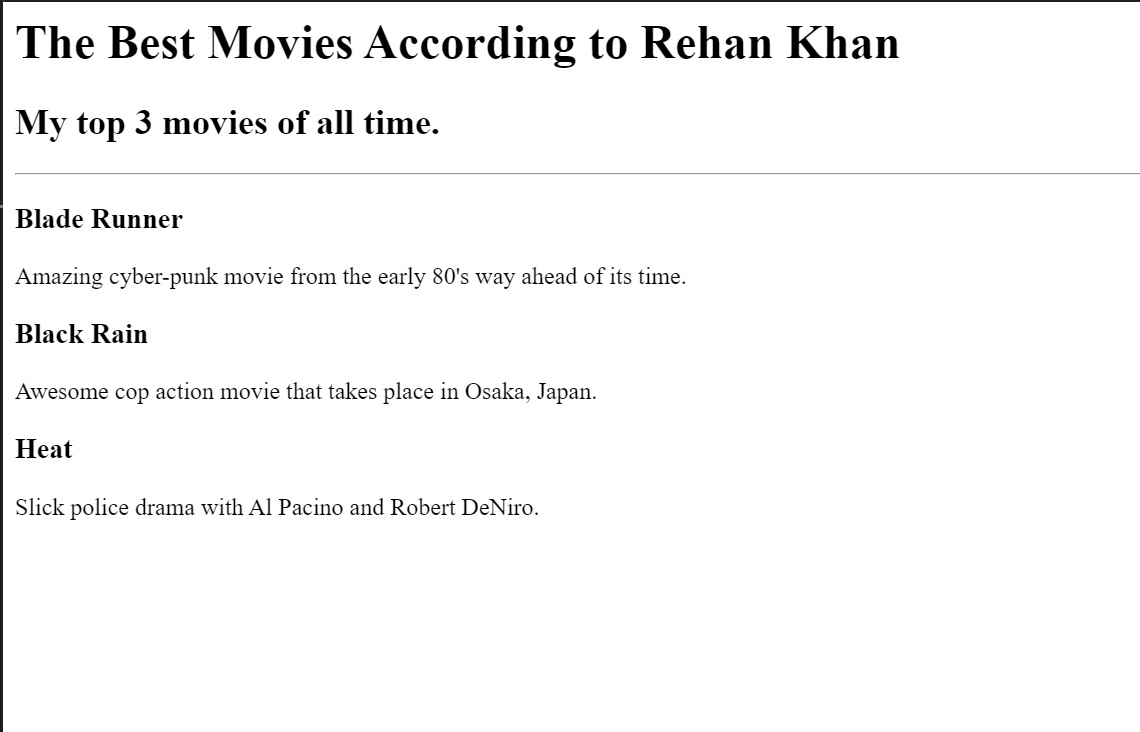 The Best Movies According to Rehan Khan
My top 3 movies of all time.
Blade Runner
Amazing cyber-punk movie from the early 80's way ahead of its time.
Black Rain
Awesome cop action movie that takes place in Osaka, Japan.
Heat
Slick police drama with Al Pacino and Robert DeNiro.